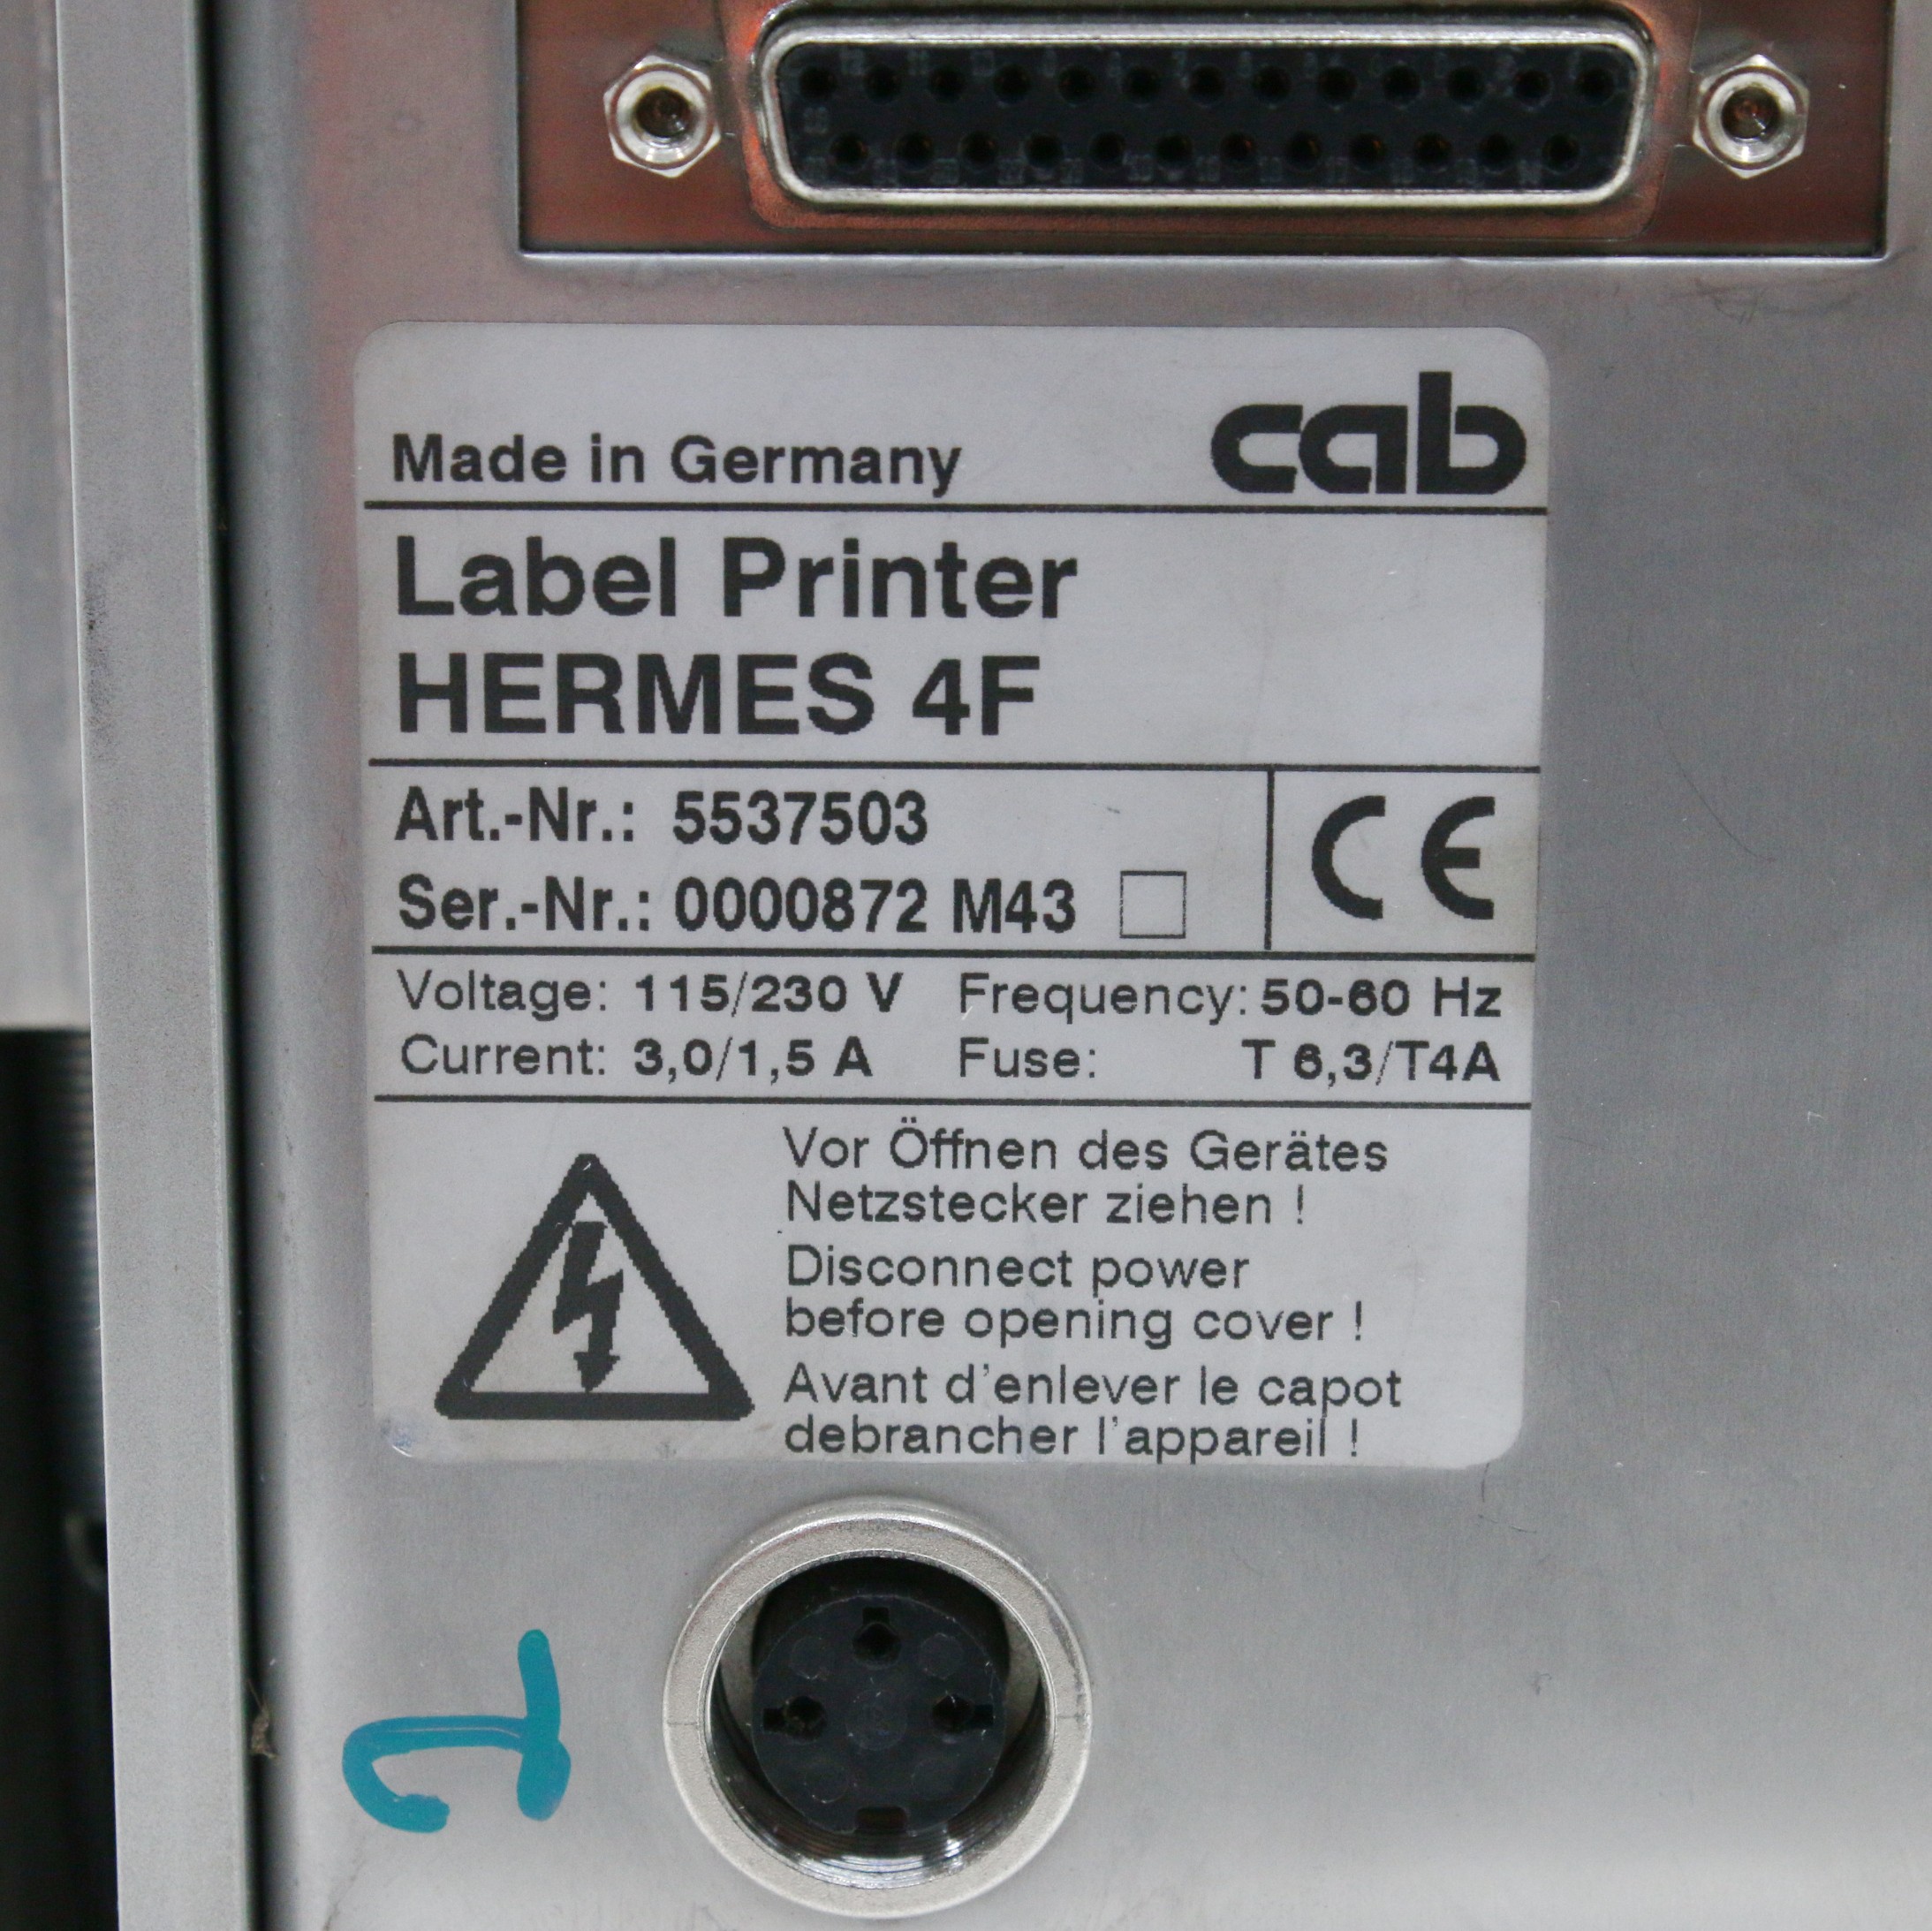 Made in Germany
cab
Label Printer
HERMES 4F
Art.-Nr.: 5537503
Ser.-Nr.: 0000872 M43
CE
Voltage: 115/230 V Frequency: 50-60 Hz
Current: 3,0/1,5 A Fuse: T 6,3/T4A
Vor Öffnen des Gerätes
Netzstecker ziehen !
Disconnect power
before opening cover !
Avant d'enlever le capot
debrancher l'appareil !